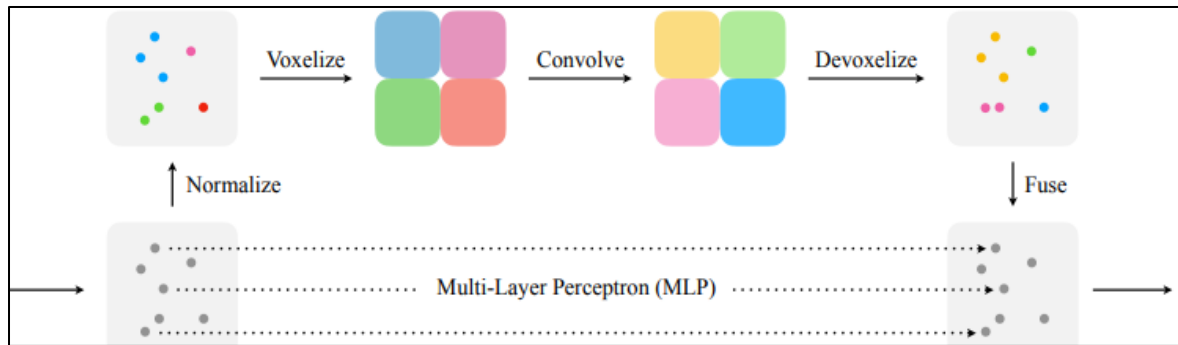 Voxelize
Convolve
Devoxelize
Normalize
Fuse
Multi-Layer Perceptron (MLP)